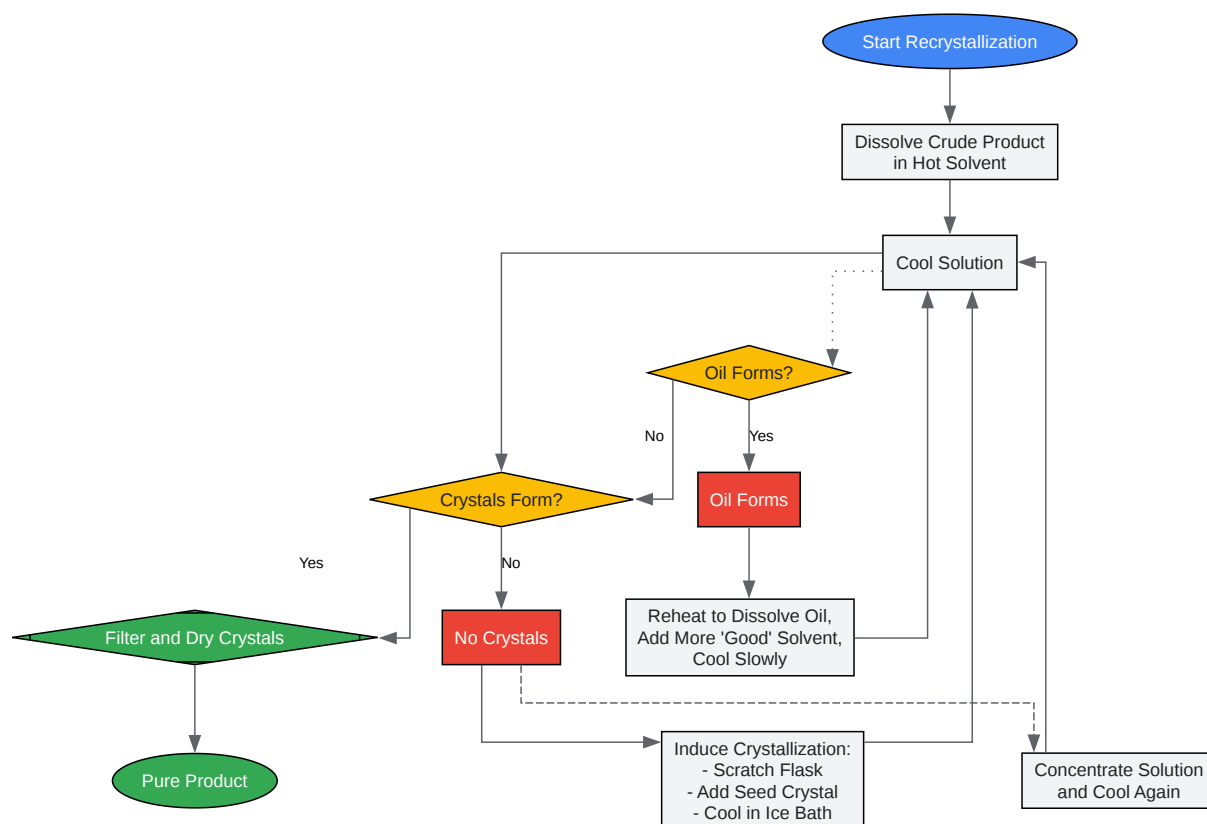 Start Recrystallization
Dissolve Crude Product
in Hot Solvent
Cool Solution
Oil Forms?
No
Yes
Crystals Form?
Oil Forms
Yes
No
Filter and Dry Crystals
No Crystals
Reheat to Dissolve Oil,
Add More 'Good' Solvent,
Cool Slowly
Pure Product
Induce Crystallization:
- Scratch Flask
- Add Seed Crystal
- Cool in Ice Bath
Concentrate Solution
and Cool Again